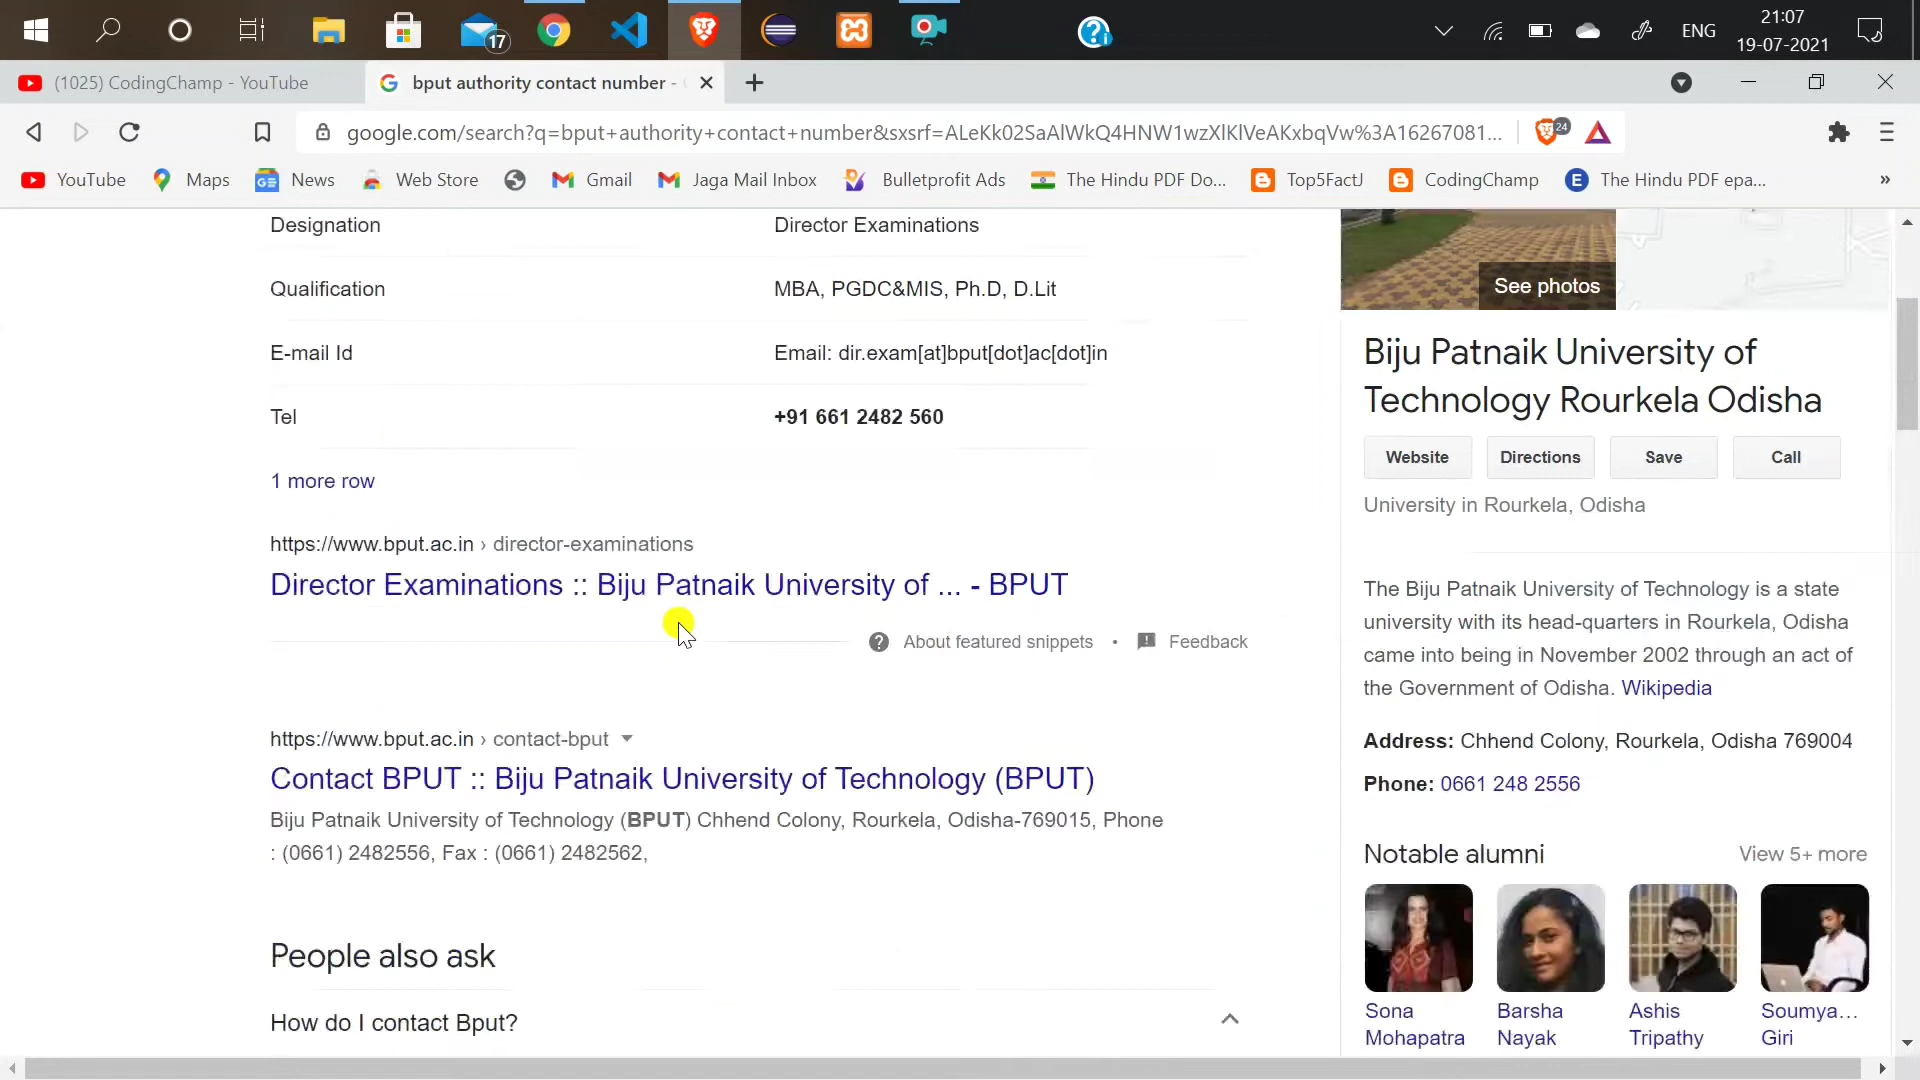 17
ENG
21:07
19-07-2021
(1025) CodingChamp - YouTube
bput authority contact number -
google.com/search?q=bput+authority+contact+number&sxsrf=ALeKk02SaAlWkQ4HNW1wzXlKlVeAKxbqVw%3A16267081...
24
YouTube
Maps
News
Web Store
Gmail
Jaga Mail Inbox
Bulletprofit Ads
The Hindu PDF Do...
Top5FactJ
CodingChamp
The Hindu PDF epa...
»
Designation Director Examinations
Qualification MBA, PGDC&MIS, Ph.D, D.Lit
E-mail Id Email: dir.exam[at]bput[dot]ac[dot]in
Tel +91 661 2482 560
1 more row
https://www.bput.ac.in › director-examinations
Director Examinations :: Biju Patnaik University of ... - BPUT
About featured snippets • Feedback
https://www.bput.ac.in › contact-bput
Contact BPUT :: Biju Patnaik University of Technology (BPUT)
Biju Patnaik University of Technology (BPUT) Chhend Colony, Rourkela, Odisha-769015, Phone
: (0661) 2482556, Fax : (0661) 2482562,
People also ask
How do I contact Bput?
See photos
Biju Patnaik University of
Technology Rourkela Odisha
Website Directions Save Call
University in Rourkela, Odisha
The Biju Patnaik University of Technology is a state
university with its head-quarters in Rourkela, Odisha
came into being in November 2002 through an act of
the Government of Odisha. Wikipedia
Address: Chhend Colony, Rourkela, Odisha 769004
Phone: 0661 248 2556
Notable alumni View 5+ more
Sona Barsha Ashis Soumya...
Mohapatra Nayak Tripathy Giri